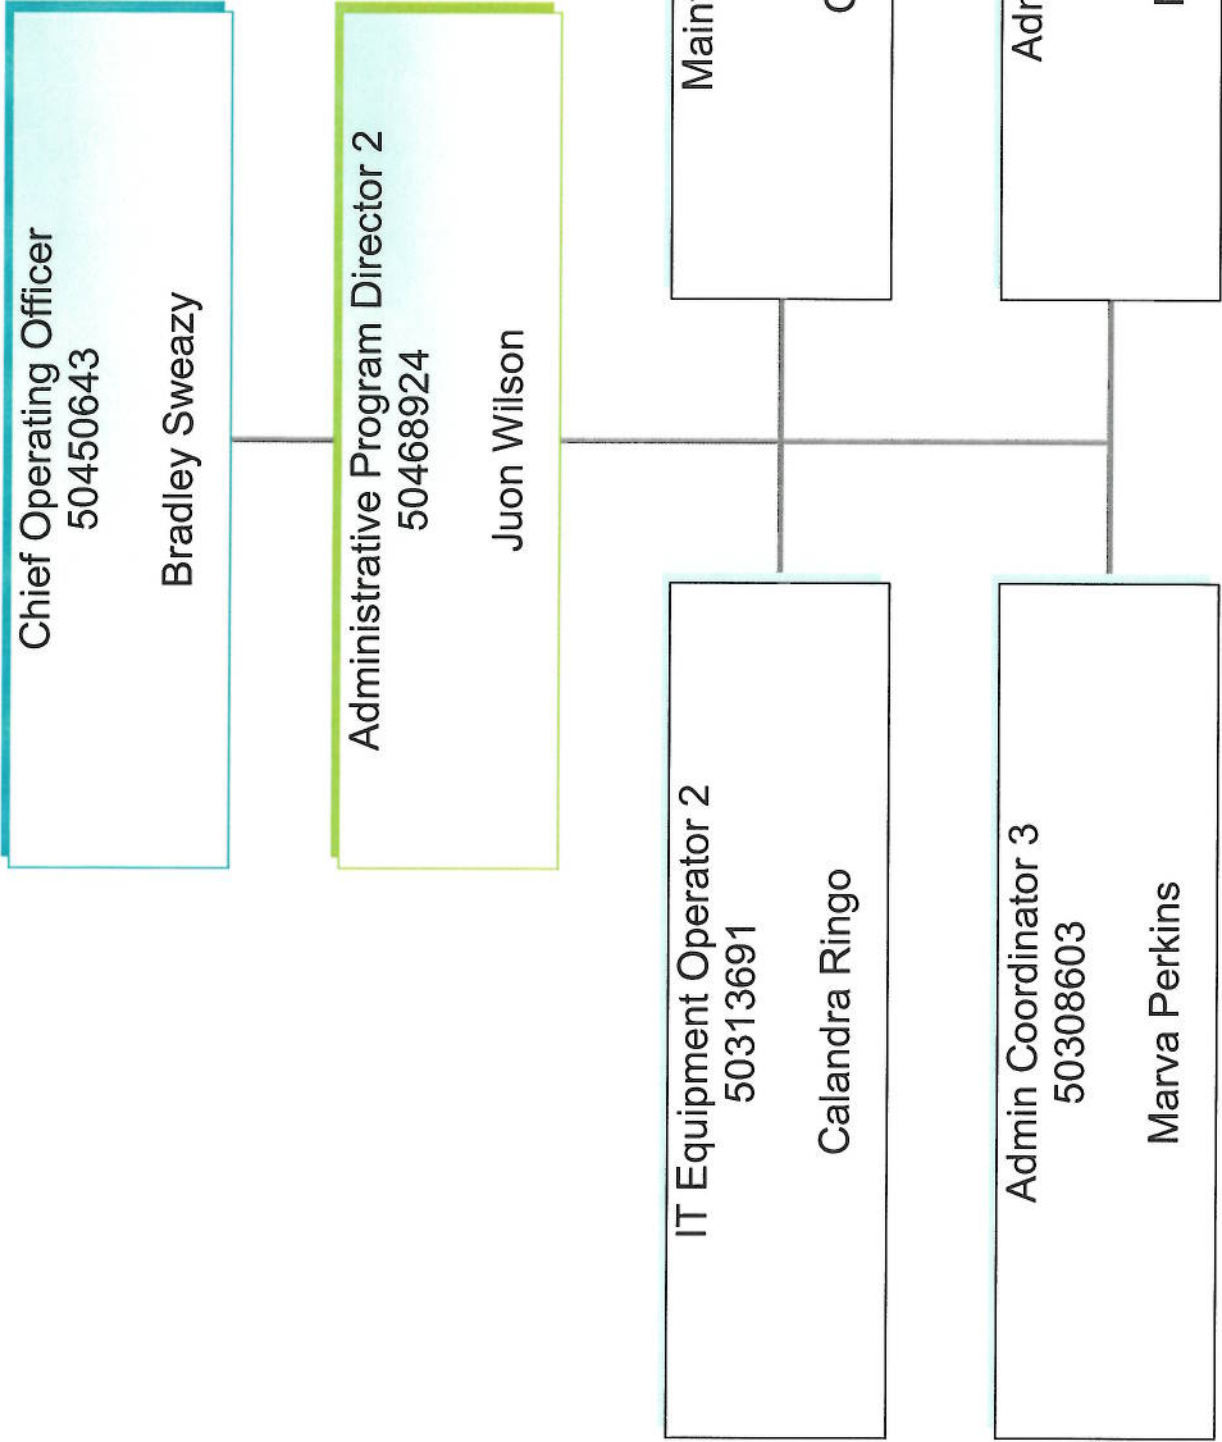 Chief Operating Officer
50450643
Bradley Sweazy
Administrative Program Director 2
50468924
Juon Wilson
IT Equipment Operator 2
50313691
Calandra Ringo
Admin Coordinator 3
50308603
Marva Perkins